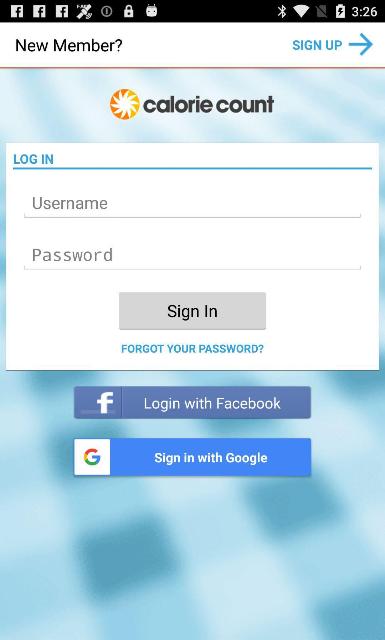 3:26
New Member?
SIGN UP
calorie count
LOG IN
Username
Password
Sign In
FORGOT YOUR PASSWORD?
f Login with Facebook
G Sign in with Google